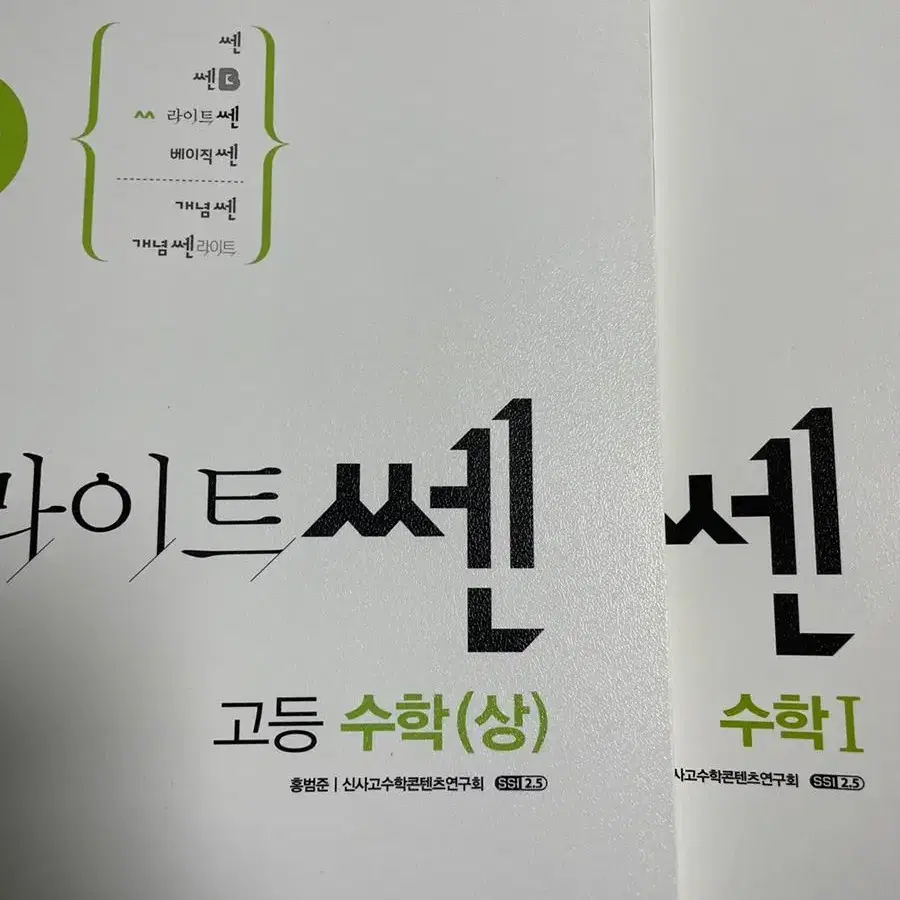 쎈
쎈B
라이트쎈
베이직쎈
개념쎈
개념쎈라이트
라이트쎈
고등 수학(상)
홍범준 | 신사고수학콘텐츠연구회 SSI 2.5
쎈
수학 I
사고수학콘텐츠연구회 SSI 2.5